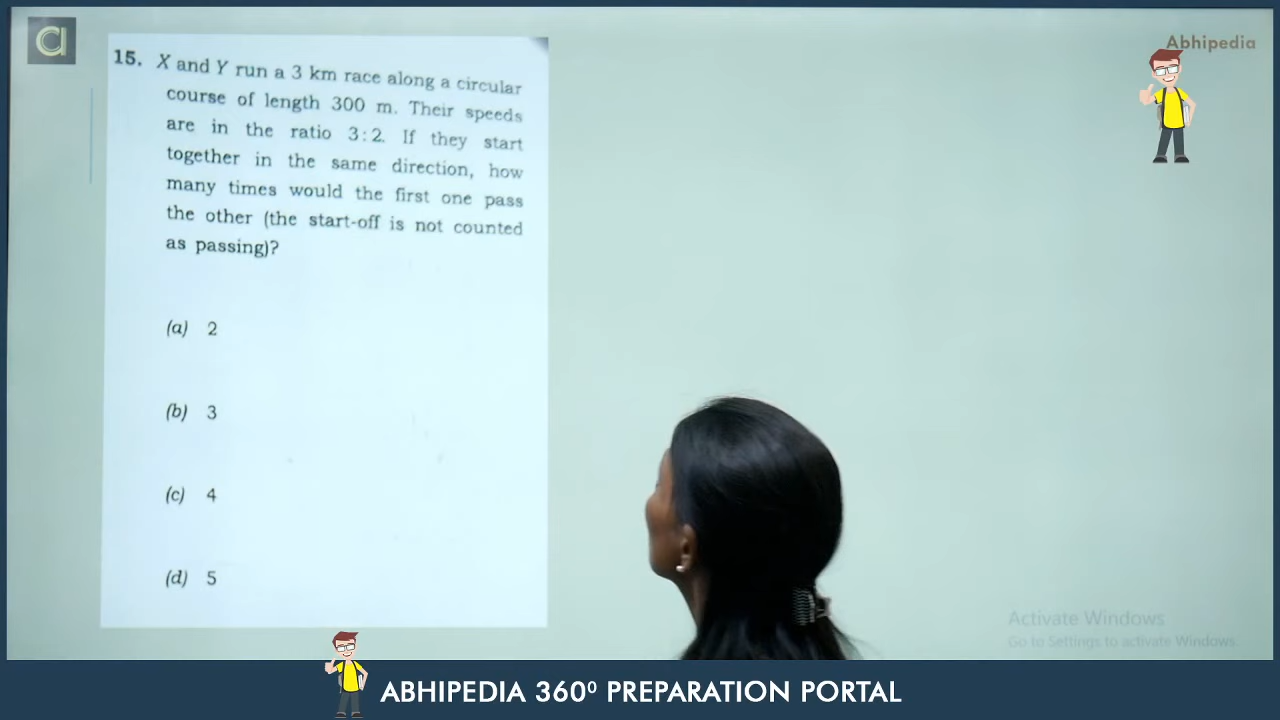 Abhipedia
15. X and Y run a 3 km race along a circular
course of length 300 m. Their speeds
are in the ratio 3:2. If they start
together in the same direction, how
many times would the first one pass
the other (the start-off is not counted
as passing)?
(a) 2
(b) 3
(c) 4
(d) 5
Activate Windows
Go to Settings to activate Windows.
ABHIPEDIA 360⁰ PREPARATION PORTAL